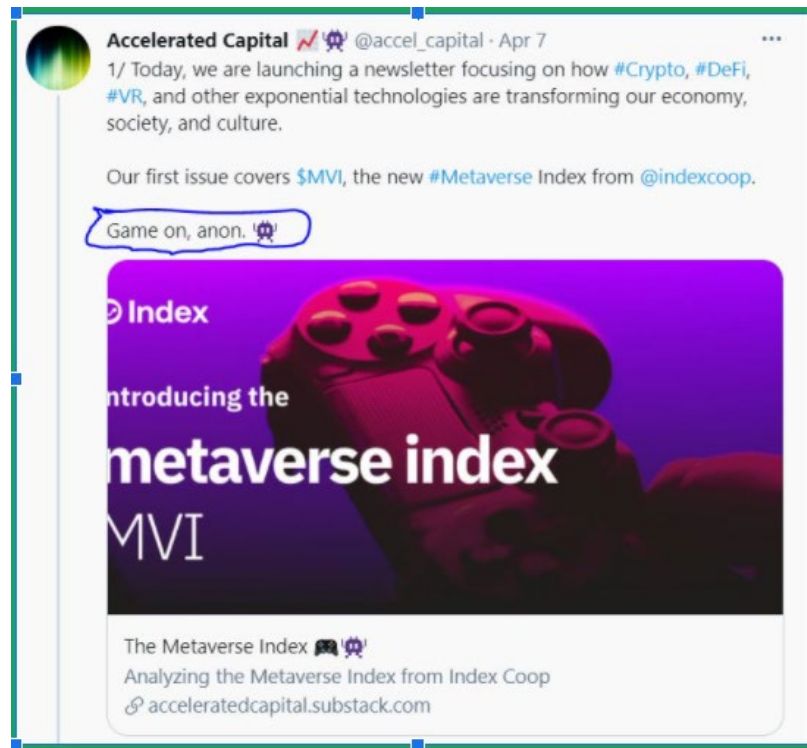 Accelerated Capital 📈👾 @accel_capital · Apr 7
1/ Today, we are launching a newsletter focusing on how #Crypto, #DeFi,
#VR, and other exponential technologies are transforming our economy,
society, and culture.
Our first issue covers $MVI, the new #Metaverse Index from @indexcoop.
Game on, anon. 👾
Index
ntroducing the
metaverse index
MVI
The Metaverse Index 🎮👾
Analyzing the Metaverse Index from Index Coop
acceleratedcapital.substack.com